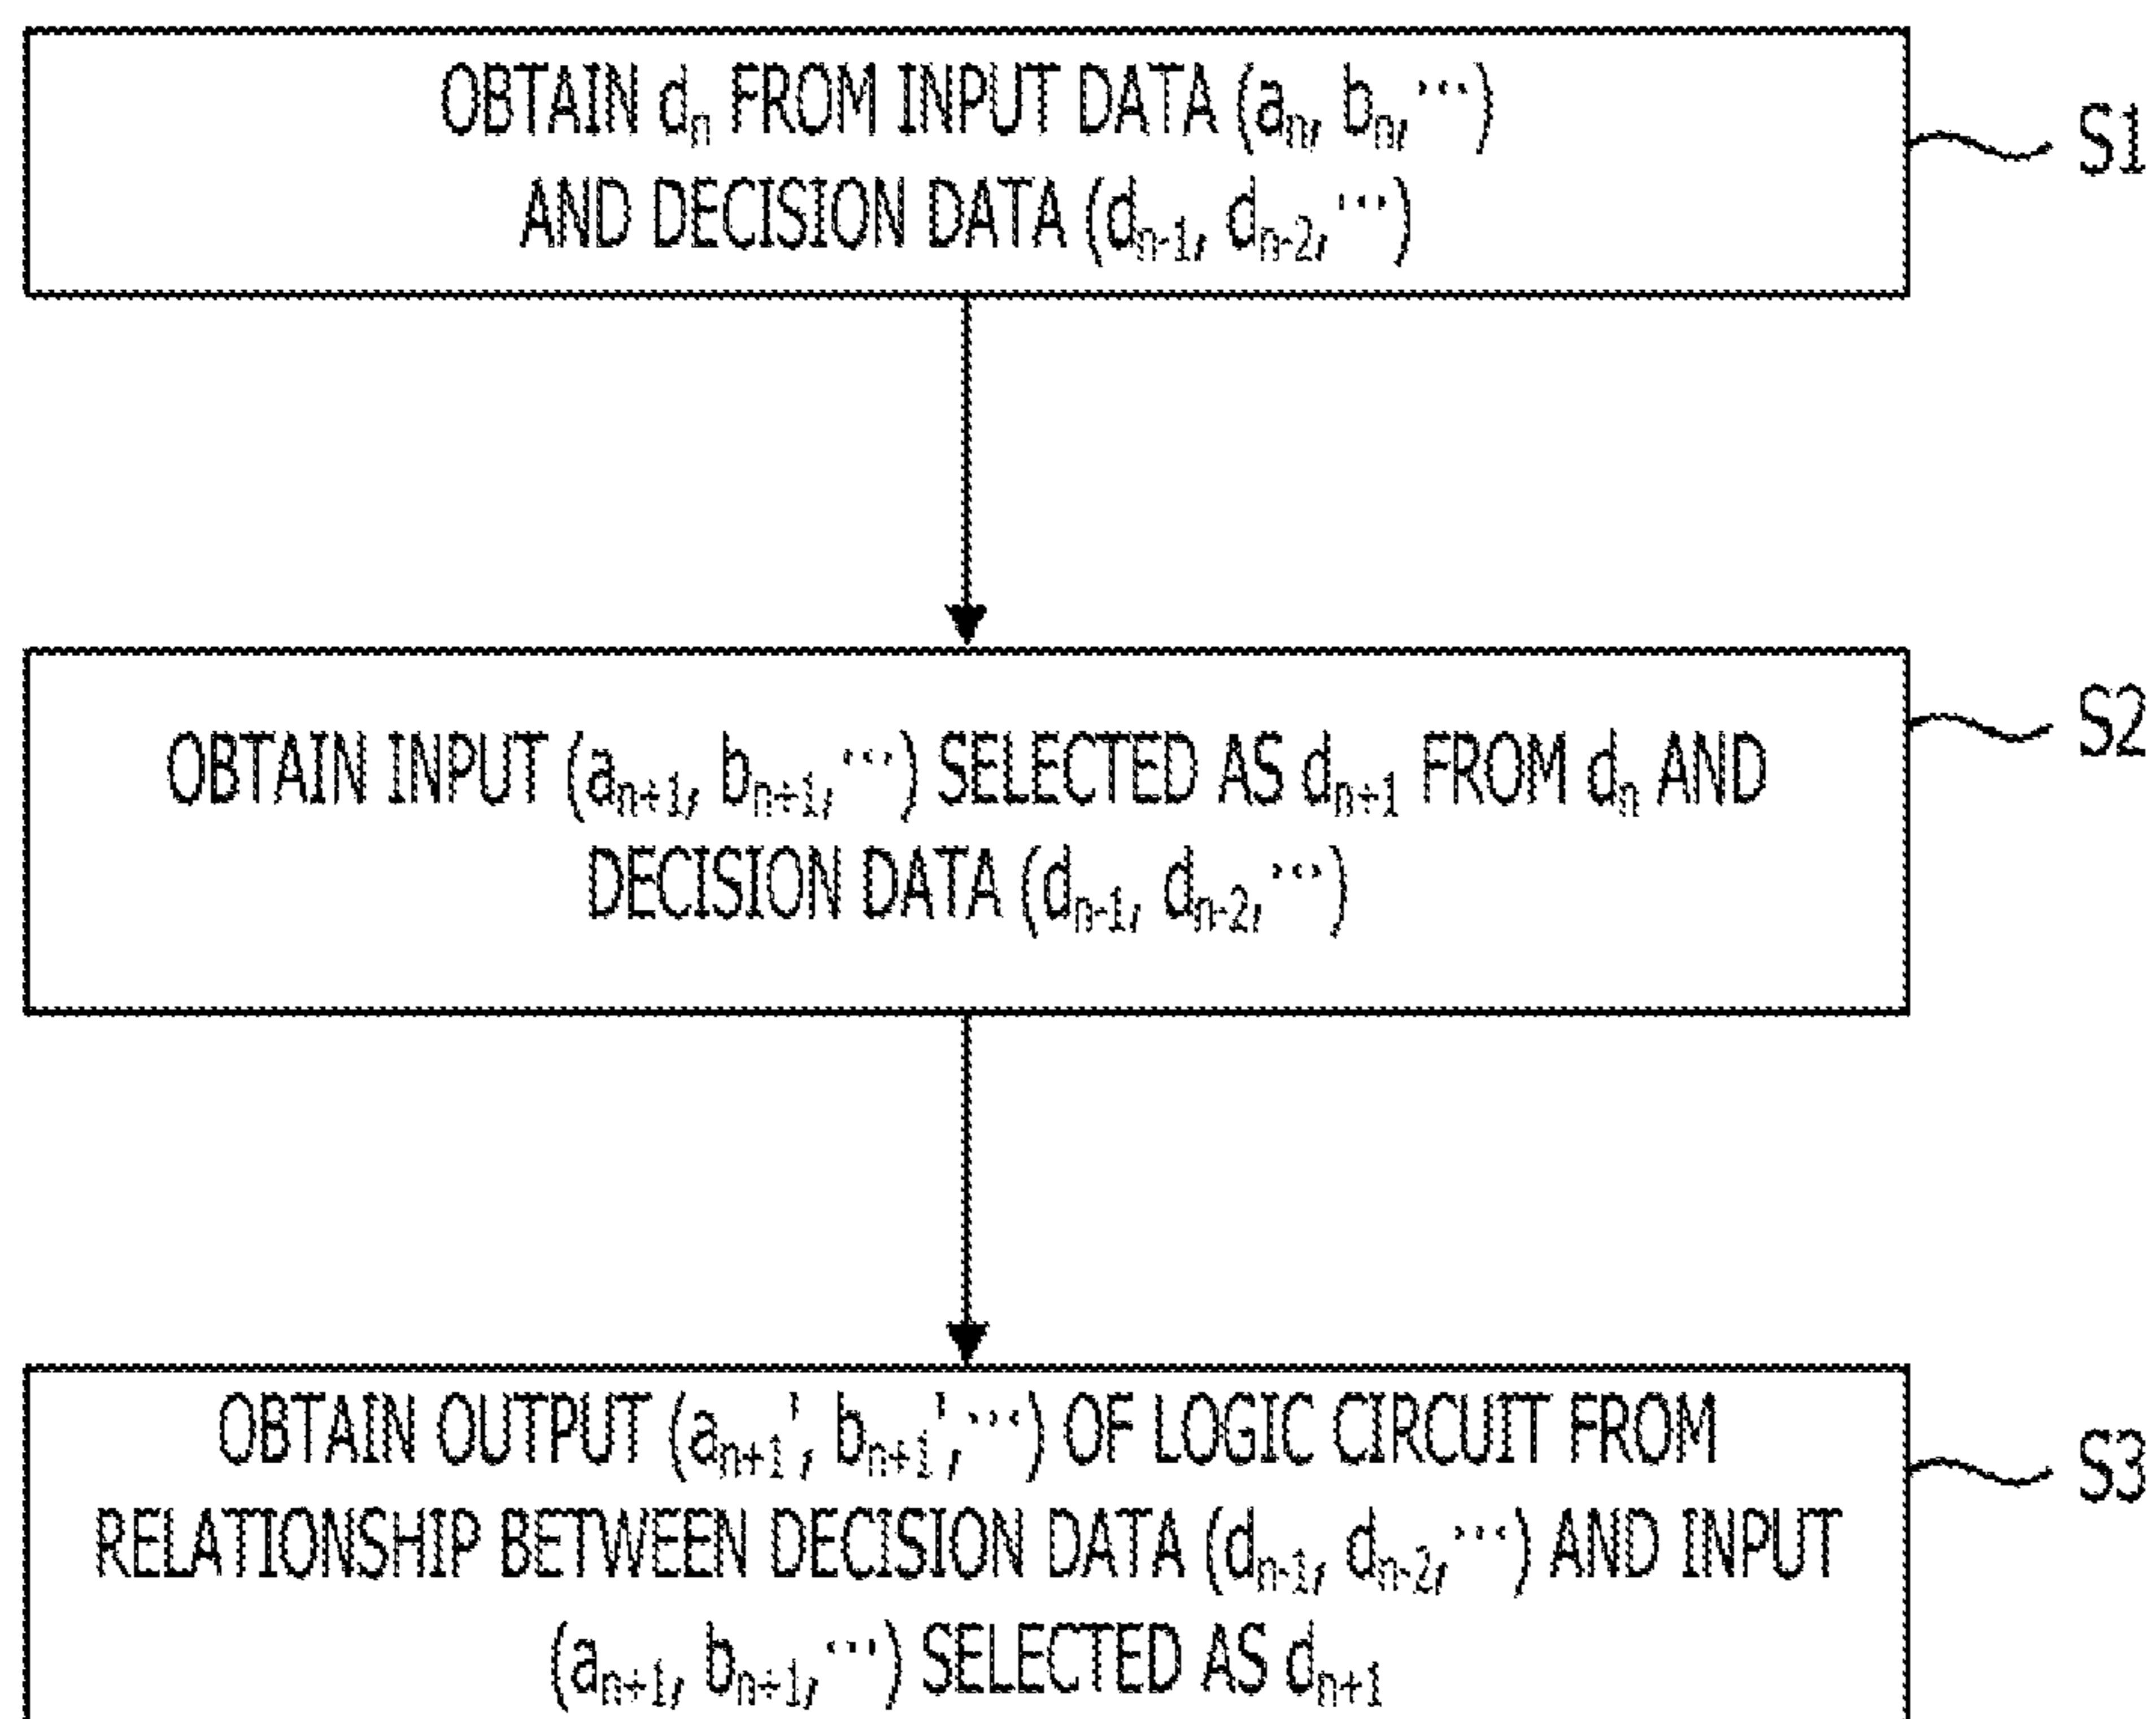 OBTAIN dₙ FROM INPUT DATA (aₙ, bₙ, ⋯)
AND DECISION DATA (dₙ₋₁, dₙ₋₂, ⋯)
S1
OBTAIN INPUT (aₙ₊₁, bₙ₊₁, ⋯) SELECTED AS dₙ₊₁ FROM dₙ AND
DECISION DATA (dₙ₋₁, dₙ₋₂, ⋯)
S2
OBTAIN OUTPUT (aₙ₊₁', bₙ₊₁', ⋯) OF LOGIC CIRCUIT FROM
RELATIONSHIP BETWEEN DECISION DATA (dₙ₋₁, dₙ₋₂, ⋯) AND INPUT
(aₙ₊₁, bₙ₊₁, ⋯) SELECTED AS dₙ₊₁
S3